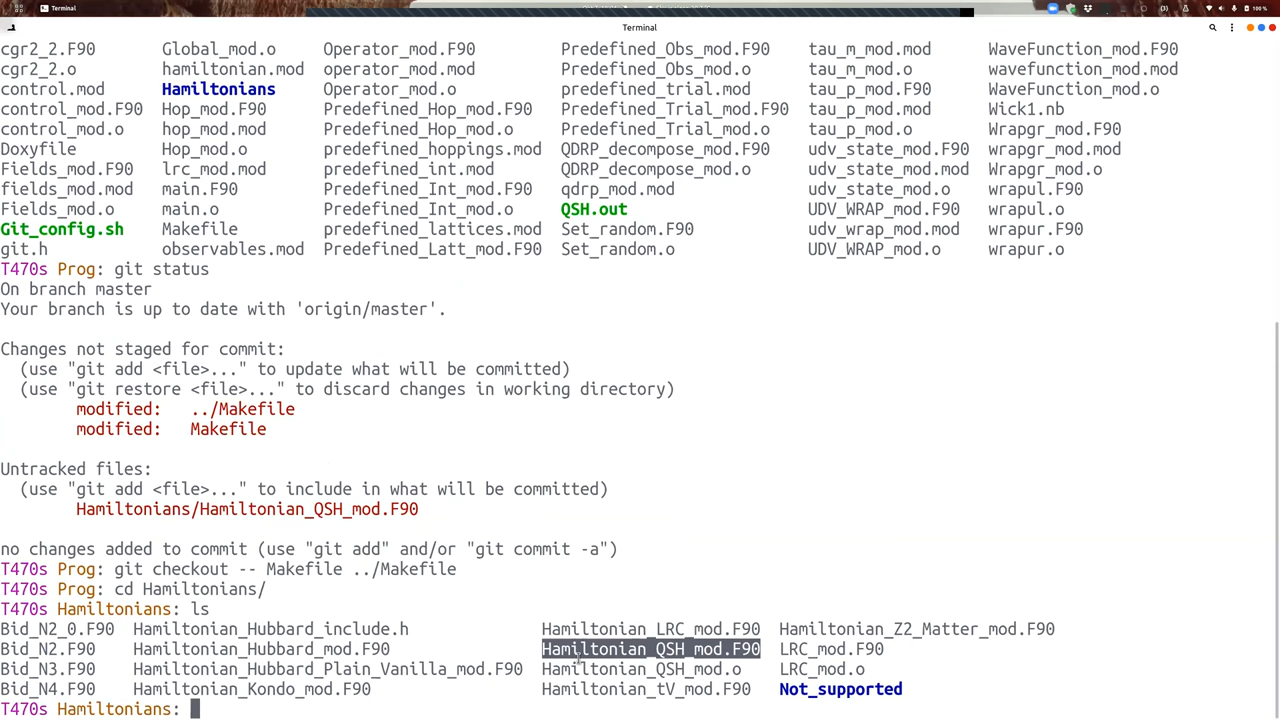 Terminal
(3)
100 %
Terminal
cgr2_2.F90 Global_mod.o Operator_mod.F90 Predefined_Obs_mod.F90 tau_m_mod.mod WaveFunction_mod.F90
cgr2_2.o hamiltonian.mod operator_mod.mod Predefined_Obs_mod.o tau_m_mod.o wavefunction_mod.mod
control.mod Hamiltonians Operator_mod.o predefined_trial.mod tau_p_mod.F90 WaveFunction_mod.o
control_mod.F90 Hop_mod.F90 Predefined_Hop_mod.F90 Predefined_Trial_mod.F90 tau_p_mod.mod Wick1.nb
control_mod.o hop_mod.mod Predefined_Hop_mod.o Predefined_Trial_mod.o tau_p_mod.o Wrapgr_mod.F90
Doxyfile Hop_mod.o predefined_hoppings.mod QDRP_decompose_mod.F90 udv_state_mod.F90 wrapgr_mod.mod
Fields_mod.F90 lrc_mod.mod predefined_int.mod QDRP_decompose_mod.o udv_state_mod.mod Wrapgr_mod.o
fields_mod.mod main.F90 Predefined_Int_mod.F90 qdrp_mod.mod udv_state_mod.o wrapul.F90
Fields_mod.o main.o Predefined_Int_mod.o QSH.out UDV_WRAP_mod.F90 wrapul.o
Git_config.sh Makefile predefined_lattices.mod Set_random.F90 udv_wrap_mod.mod wrapur.F90
git.h observables.mod Predefined_Latt_mod.F90 Set_random.o UDV_WRAP_mod.o wrapur.o
T470s Prog: git status
On branch master
Your branch is up to date with 'origin/master'.
Changes not staged for commit:
(use "git add <file>..." to update what will be committed)
(use "git restore <file>..." to discard changes in working directory)
modified: ../Makefile
modified: Makefile
Untracked files:
(use "git add <file>..." to include in what will be committed)
Hamiltonians/Hamiltonian_QSH_mod.F90
no changes added to commit (use "git add" and/or "git commit -a")
T470s Prog: git checkout -- Makefile ../Makefile
T470s Prog: cd Hamiltonians/
T470s Hamiltonians: ls
Bid_N2_0.F90 Hamiltonian_Hubbard_include.h Hamiltonian_LRC_mod.F90 Hamiltonian_Z2_Matter_mod.F90
Bid_N2.F90 Hamiltonian_Hubbard_mod.F90 Hamiltonian_QSH_mod.F90 LRC_mod.F90
Bid_N3.F90 Hamiltonian_Hubbard_Plain_Vanilla_mod.F90 Hamiltonian_QSH_mod.o LRC_mod.o
Bid_N4.F90 Hamiltonian_Kondo_mod.F90 Hamiltonian_tV_mod.F90 Not_supported
T470s Hamiltonians: